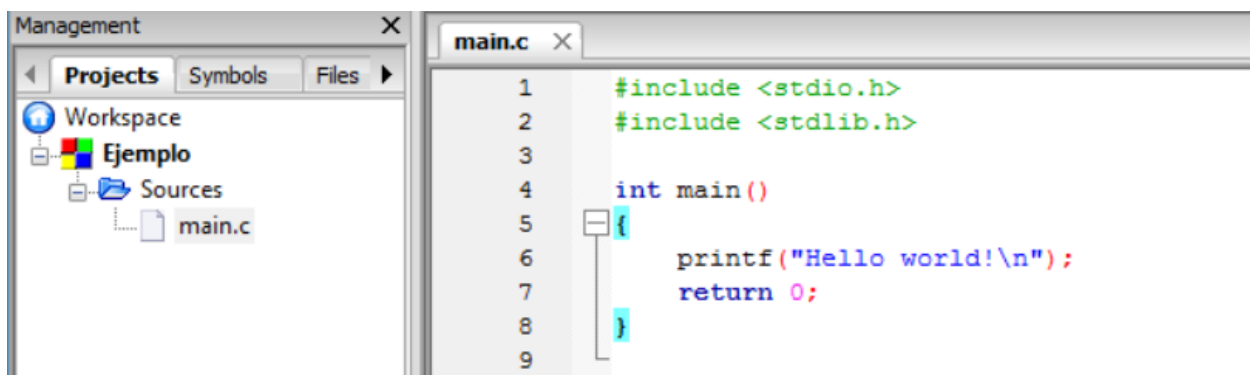 Management
Projects Symbols Files
Workspace
Ejemplo
Sources
main.c
main.c
1 #include <stdio.h>
2 #include <stdlib.h>
3
4 int main()
5 {
6 printf("Hello world!\n");
7 return 0;
8 }
9